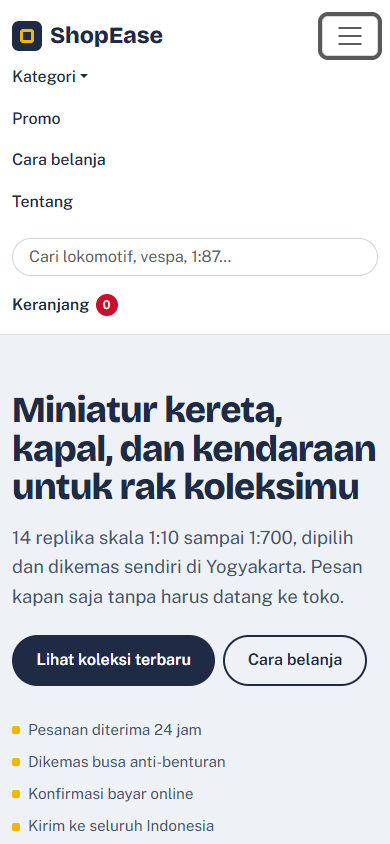 ShopEase
Kategori
Promo
Cara belanja
Tentang
Cari lokomotif, vespa, 1:87...
Keranjang 0
Miniatur kereta,
kapal, dan kendaraan
untuk rak koleksimu
14 replika skala 1:10 sampai 1:700, dipilih
dan dikemas sendiri di Yogyakarta. Pesan
kapan saja tanpa harus datang ke toko.
Lihat koleksi terbaru Cara belanja
Pesanan diterima 24 jam
Dikemas busa anti-benturan
Konfirmasi bayar online
Kirim ke seluruh Indonesia